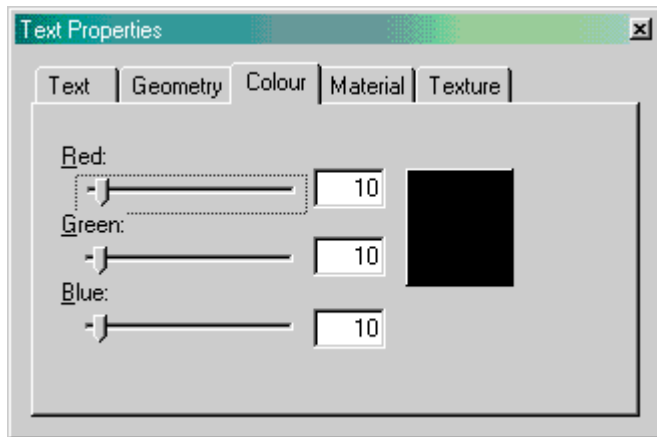 Text Properties
Text Geometry Colour Material Texture
Red:
10
Green:
10
Blue:
10